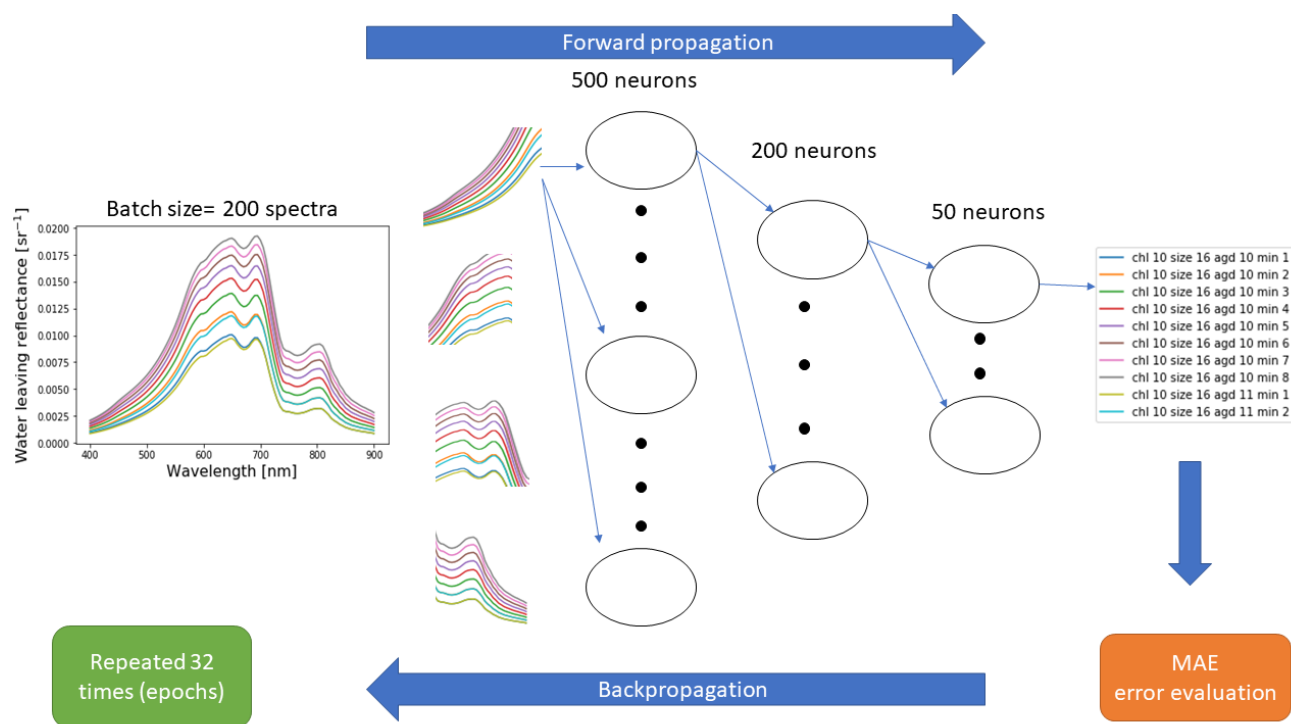 Forward propagation
500 neurons
200 neurons
50 neurons
Batch size= 200 spectra
Water leaving reflectance [sr⁻¹]
0.0200
0.0175
0.0150
0.0125
0.0100
0.0075
0.0050
0.0025
0.0000
400 500 600 700 800 900
Wavelength [nm]
chl 10 size 16 agd 10 min 1
chl 10 size 16 agd 10 min 2
chl 10 size 16 agd 10 min 3
chl 10 size 16 agd 10 min 4
chl 10 size 16 agd 10 min 5
chl 10 size 16 agd 10 min 6
chl 10 size 16 agd 10 min 7
chl 10 size 16 agd 10 min 8
chl 10 size 16 agd 11 min 1
chl 10 size 16 agd 11 min 2
Repeated 32
times (epochs)
Backpropagation
MAE
error evaluation